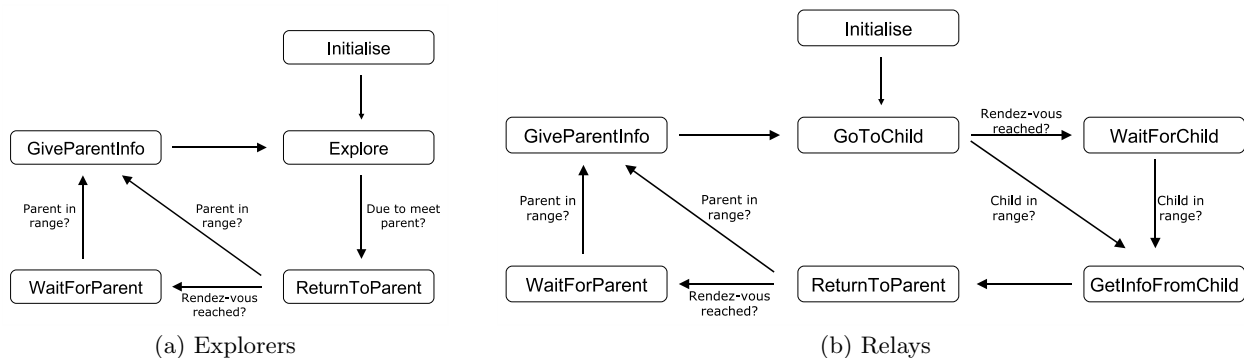 Initialise
GiveParentInfo
Explore
Parent in
range?
Parent in
range?
Due to meet
parent?
WaitForParent
Rendez-vous
reached?
ReturnToParent
(a) Explorers
Initialise
GiveParentInfo
GoToChild
Rendez-vous
reached?
WaitForChild
Parent in
range?
Parent in
range?
Child in
range?
Child in
range?
WaitForParent
Rendez-vous
reached?
ReturnToParent
GetInfoFromChild
(b) Relays